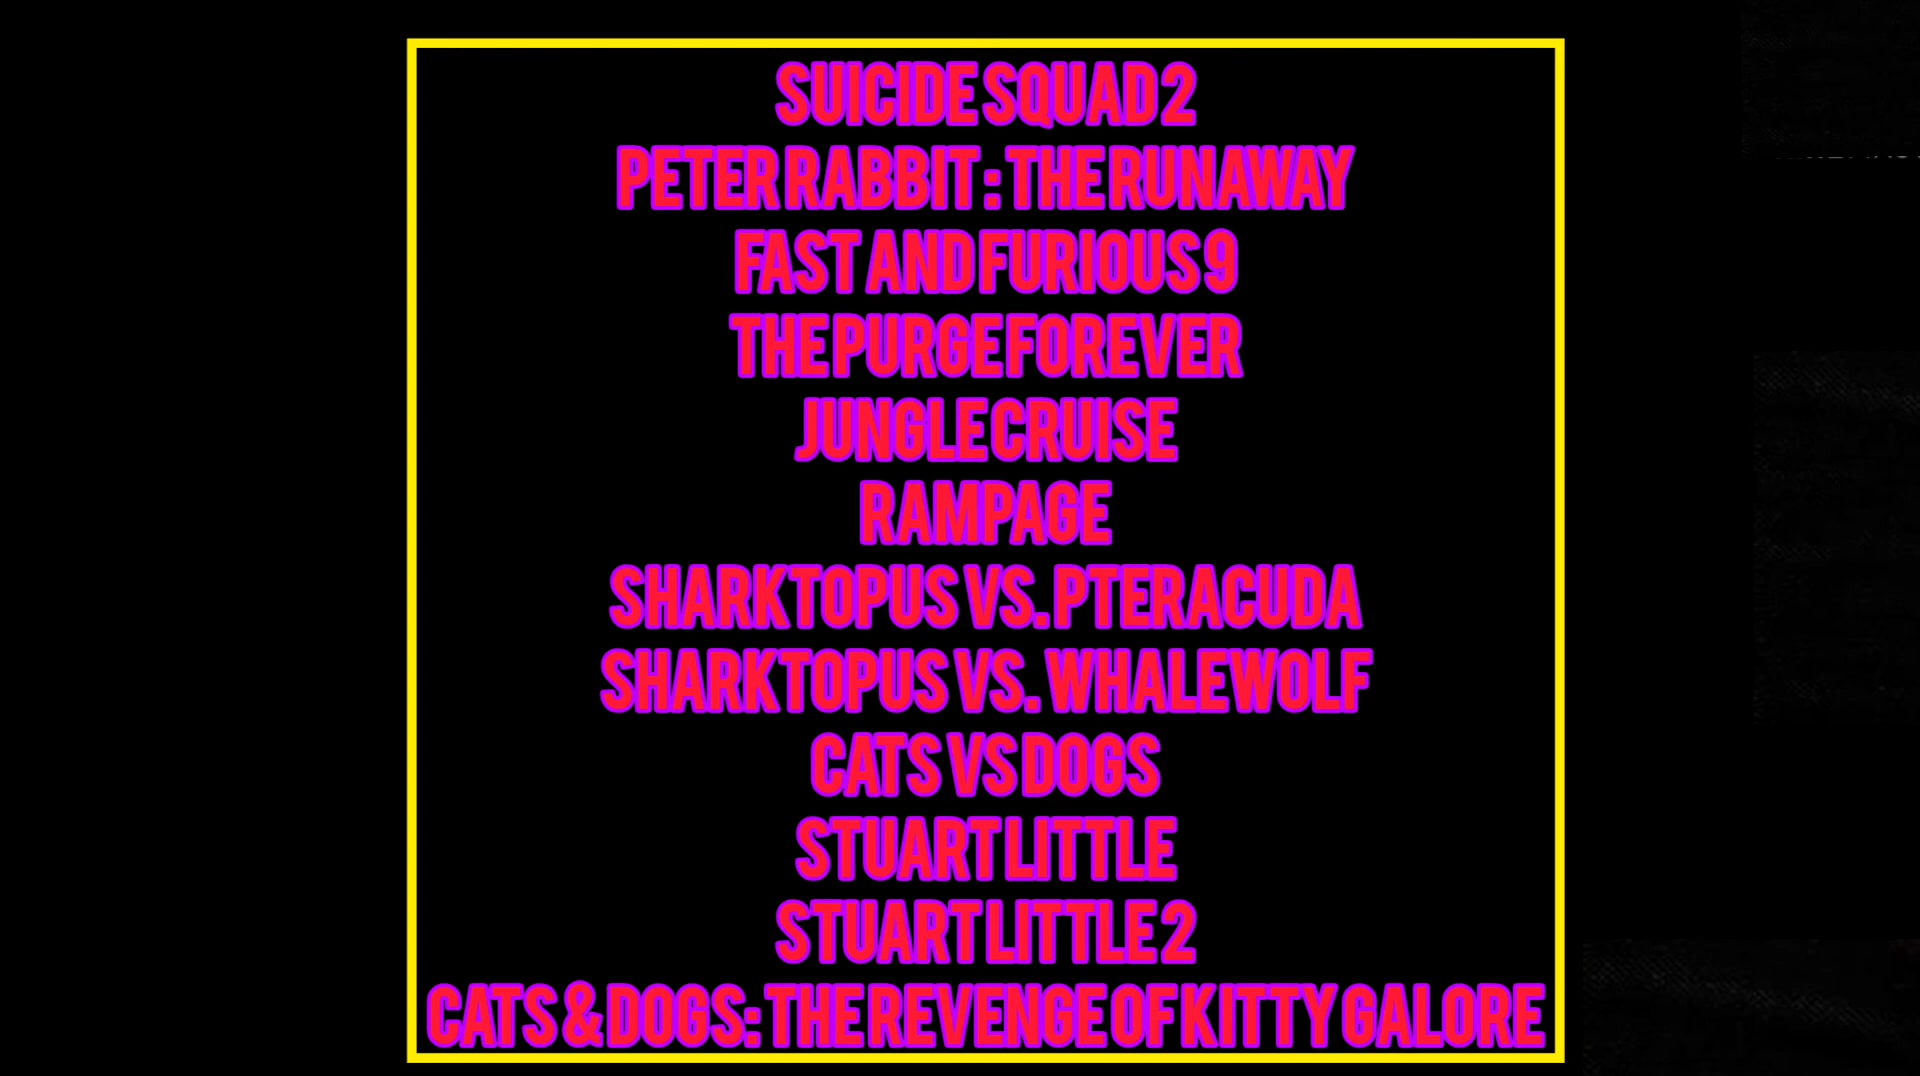 SUICIDE SQUAD 2
PETER RABBIT : THE RUNAWAY
FAST AND FURIOUS 9
THE PURGE FOREVER
JUNGLE CRUISE
RAMPAGE
SHARKTOPUS VS. PTERACUDA
SHARKTOPUS VS. WHALEWOLF
CATS VS DOGS
STUART LITTLE
STUART LITTLE 2
CATS & DOGS: THE REVENGE OF KITTY GALORE